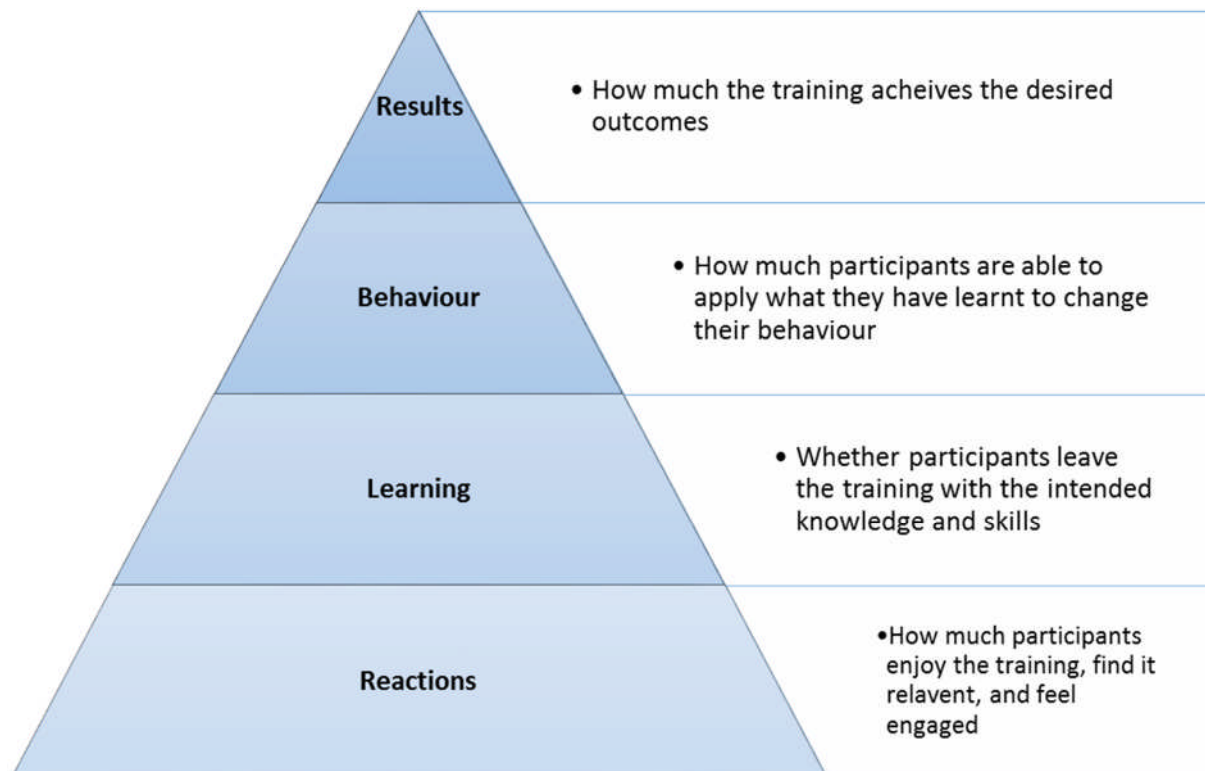 Results
• How much the training acheives the desired
outcomes
Behaviour
• How much participants are able to
apply what they have learnt to change
their behaviour
Learning
• Whether participants leave
the training with the intended
knowledge and skills
Reactions
•How much participants
enjoy the training, find it
relavent, and feel
engaged